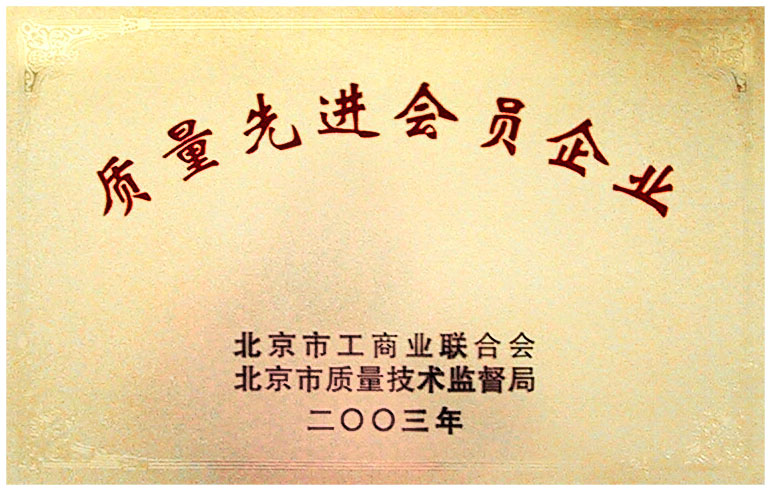 质量先进会员企业
北京市工商业联合会
北京市质量技术监督局
二〇〇三年